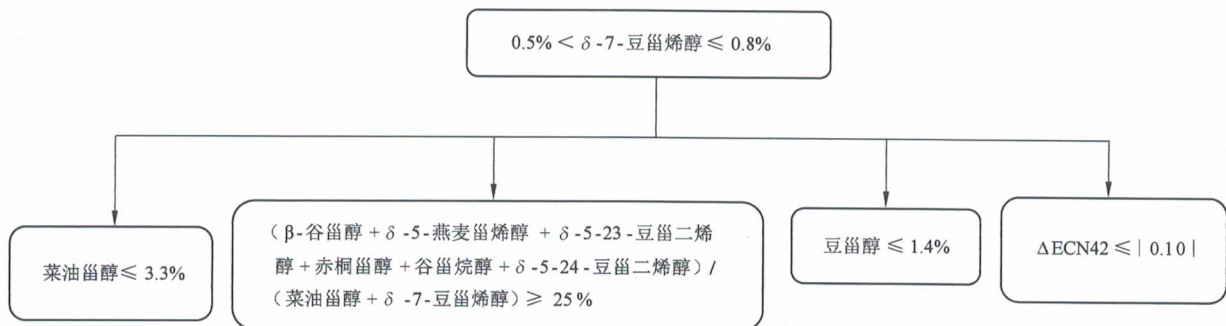 0.5%＜δ-7-豆甾烯醇≤0.8%
菜油甾醇≤3.3%
（β-谷甾醇+δ-5-燕麦甾烯醇+δ-5-23-豆甾二烯
醇+赤桐甾醇+谷甾烷醇+δ-5-24-豆甾二烯醇）/
（菜油甾醇+δ-7-豆甾烯醇）≥25%
豆甾醇≤1.4%
ΔECN42≤|0.10|